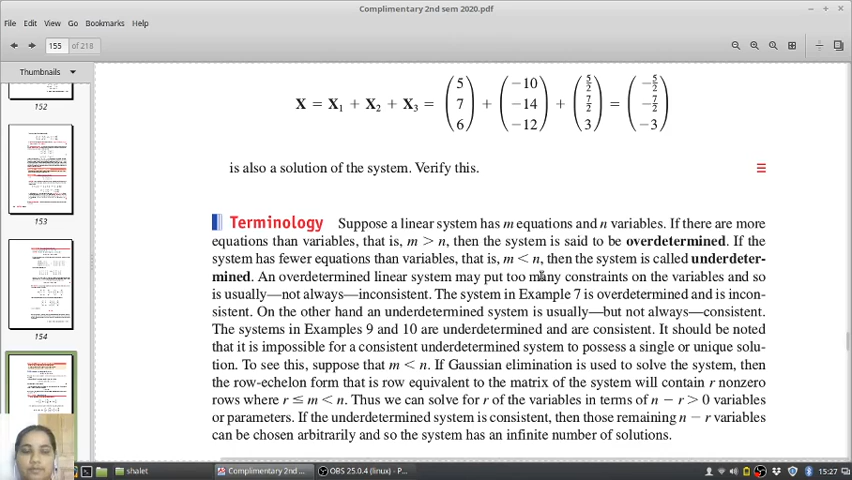 Complimentary 2nd sem 2020.pdf
File Edit View Go Bookmarks Help
155 of 218
Thumbnails
152
153
154
X = X1 + X2 + X3 = (5 7 6) + (−10 −14 −12) + (5/2 7/2 3) = (−5/2 −7/2 −3)
is also a solution of the system. Verify this.
Terminology Suppose a linear system has m equations and n variables. If there are more
equations than variables, that is, m > n, then the system is said to be overdetermined. If the
system has fewer equations than variables, that is, m < n, then the system is called underdeter-
mined. An overdetermined linear system may put too many constraints on the variables and so
is usually—not always—inconsistent. The system in Example 7 is overdetermined and is incon-
sistent. On the other hand an underdetermined system is usually—but not always—consistent.
The systems in Examples 9 and 10 are underdetermined and are consistent. It should be noted
that it is impossible for a consistent underdetermined system to possess a single or unique solu-
tion. To see this, suppose that m < n. If Gaussian elimination is used to solve the system, then
the row-echelon form that is row equivalent to the matrix of the system will contain r nonzero
rows where r ≤ m < n. Thus we can solve for r of the variables in terms of n − r > 0 variables
or parameters. If the underdetermined system is consistent, then those remaining n − r variables
can be chosen arbitrarily and so the system has an infinite number of solutions.
shalet
Complimentary 2nd ...
OBS 25.0.4 (linux) - P...
15:27